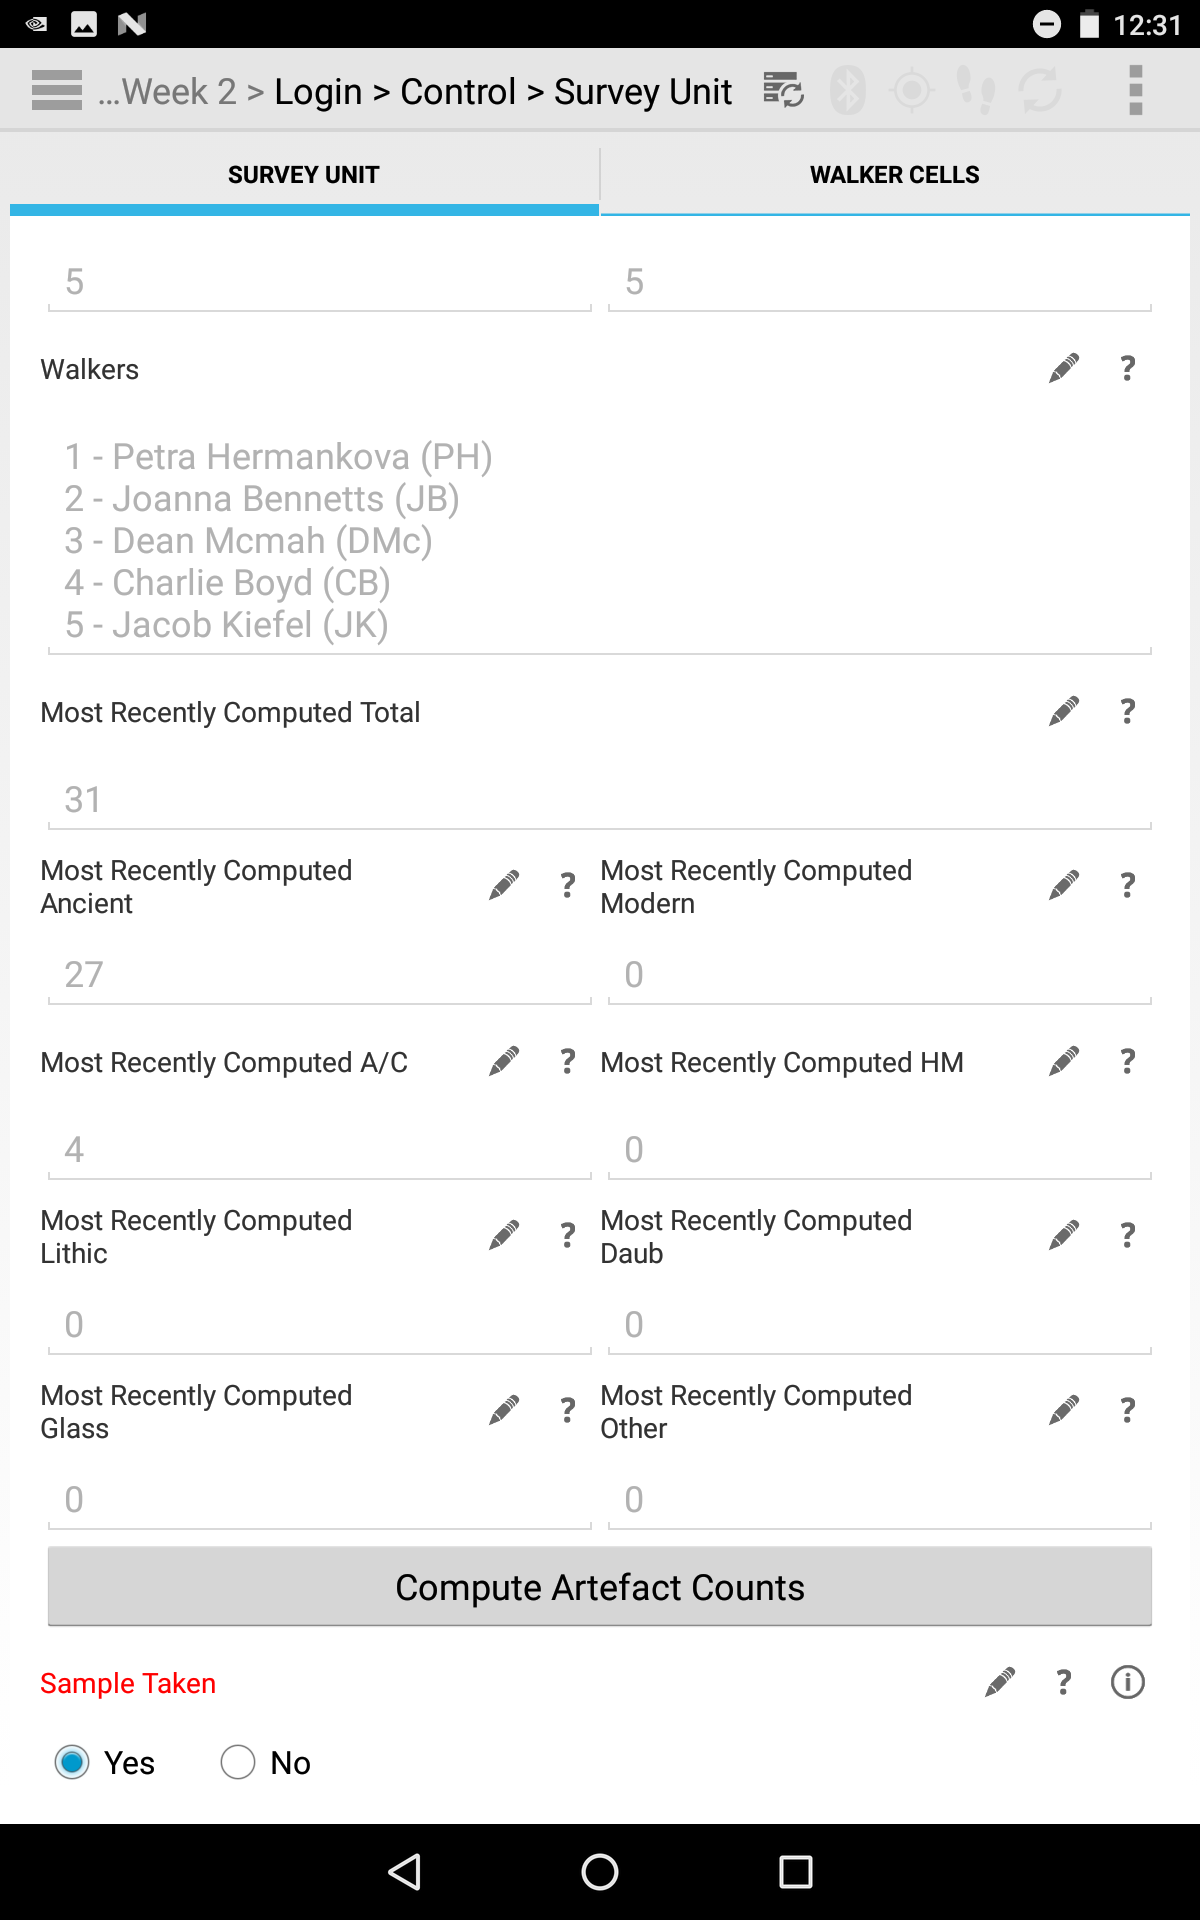 12:31
...Week 2 > Login > Control > Survey Unit
SURVEY UNIT
WALKER CELLS
5
5
Walkers
?
1 - Petra Hermankova (PH)
2 - Joanna Bennetts (JB)
3 - Dean Mcmah (DMc)
4 - Charlie Boyd (CB)
5 - Jacob Kiefel (JK)
Most Recently Computed Total
?
31
Most Recently Computed
Ancient
?
Most Recently Computed
Modern
?
27
0
Most Recently Computed A/C
?
Most Recently Computed HM
?
4
0
Most Recently Computed
Lithic
?
Most Recently Computed
Daub
?
0
0
Most Recently Computed
Glass
?
Most Recently Computed
Other
?
0
0
Compute Artefact Counts
Sample Taken
?
Yes
No